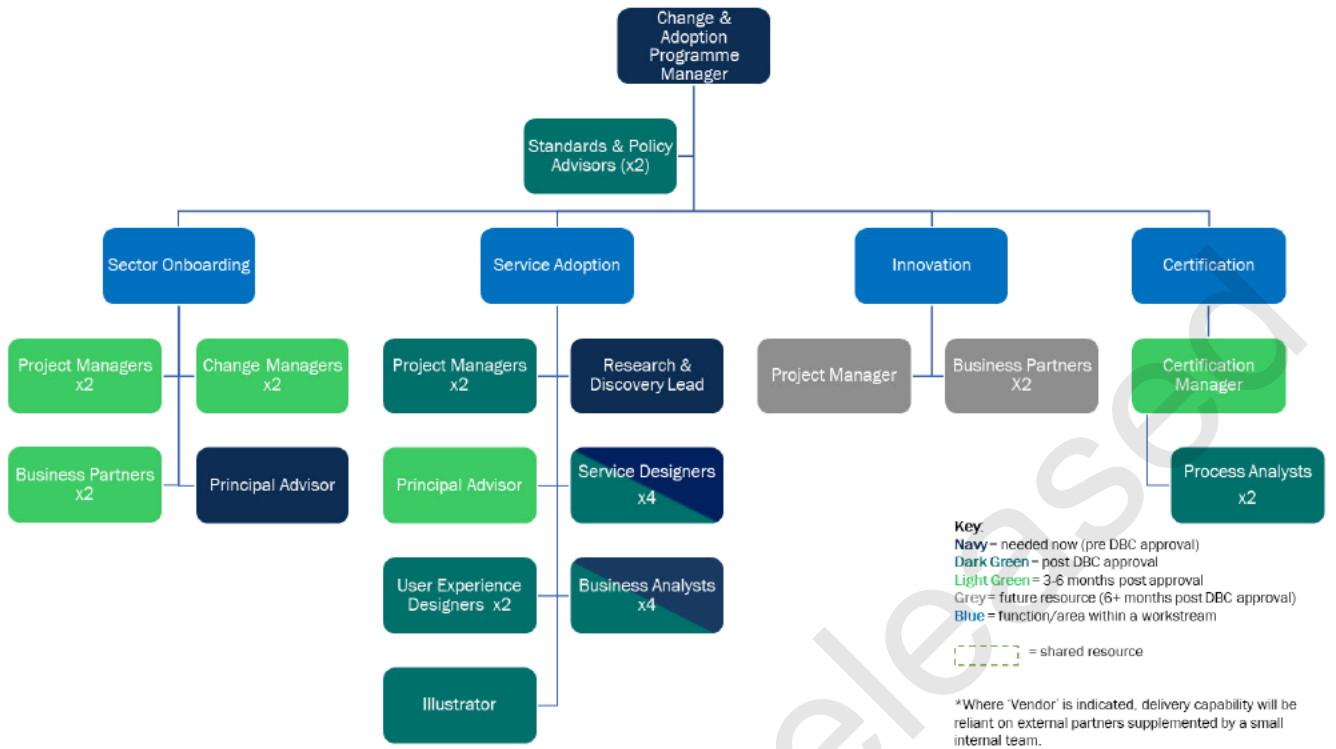 Change &
Adoption
Programme
Manager
Standards & Policy
Advisors (x2)
Sector Onboarding
Service Adoption
Innovation
Certification
Project Managers
x2
Change Managers
x2
Project Managers
x2
Research &
Discovery Lead
Project Manager
Business Partners
X2
Certification
Manager
Business Partners
x2
Principal Advisor
Principal Advisor
Service Designers
x4
Process Analysts
x2
User Experience
Designers x2
Business Analysts
x4
Illustrator
Key:
Navy = needed now (pre DBC approval)
Dark Green = post DBC approval
Light Green = 3-6 months post approval
Grey = future resource (6+ months post DBC approval)
Blue = function/area within a workstream
= shared resource
*Where 'Vendor' is indicated, delivery capability will be
reliant on external partners supplemented by a small
internal team.
eleased